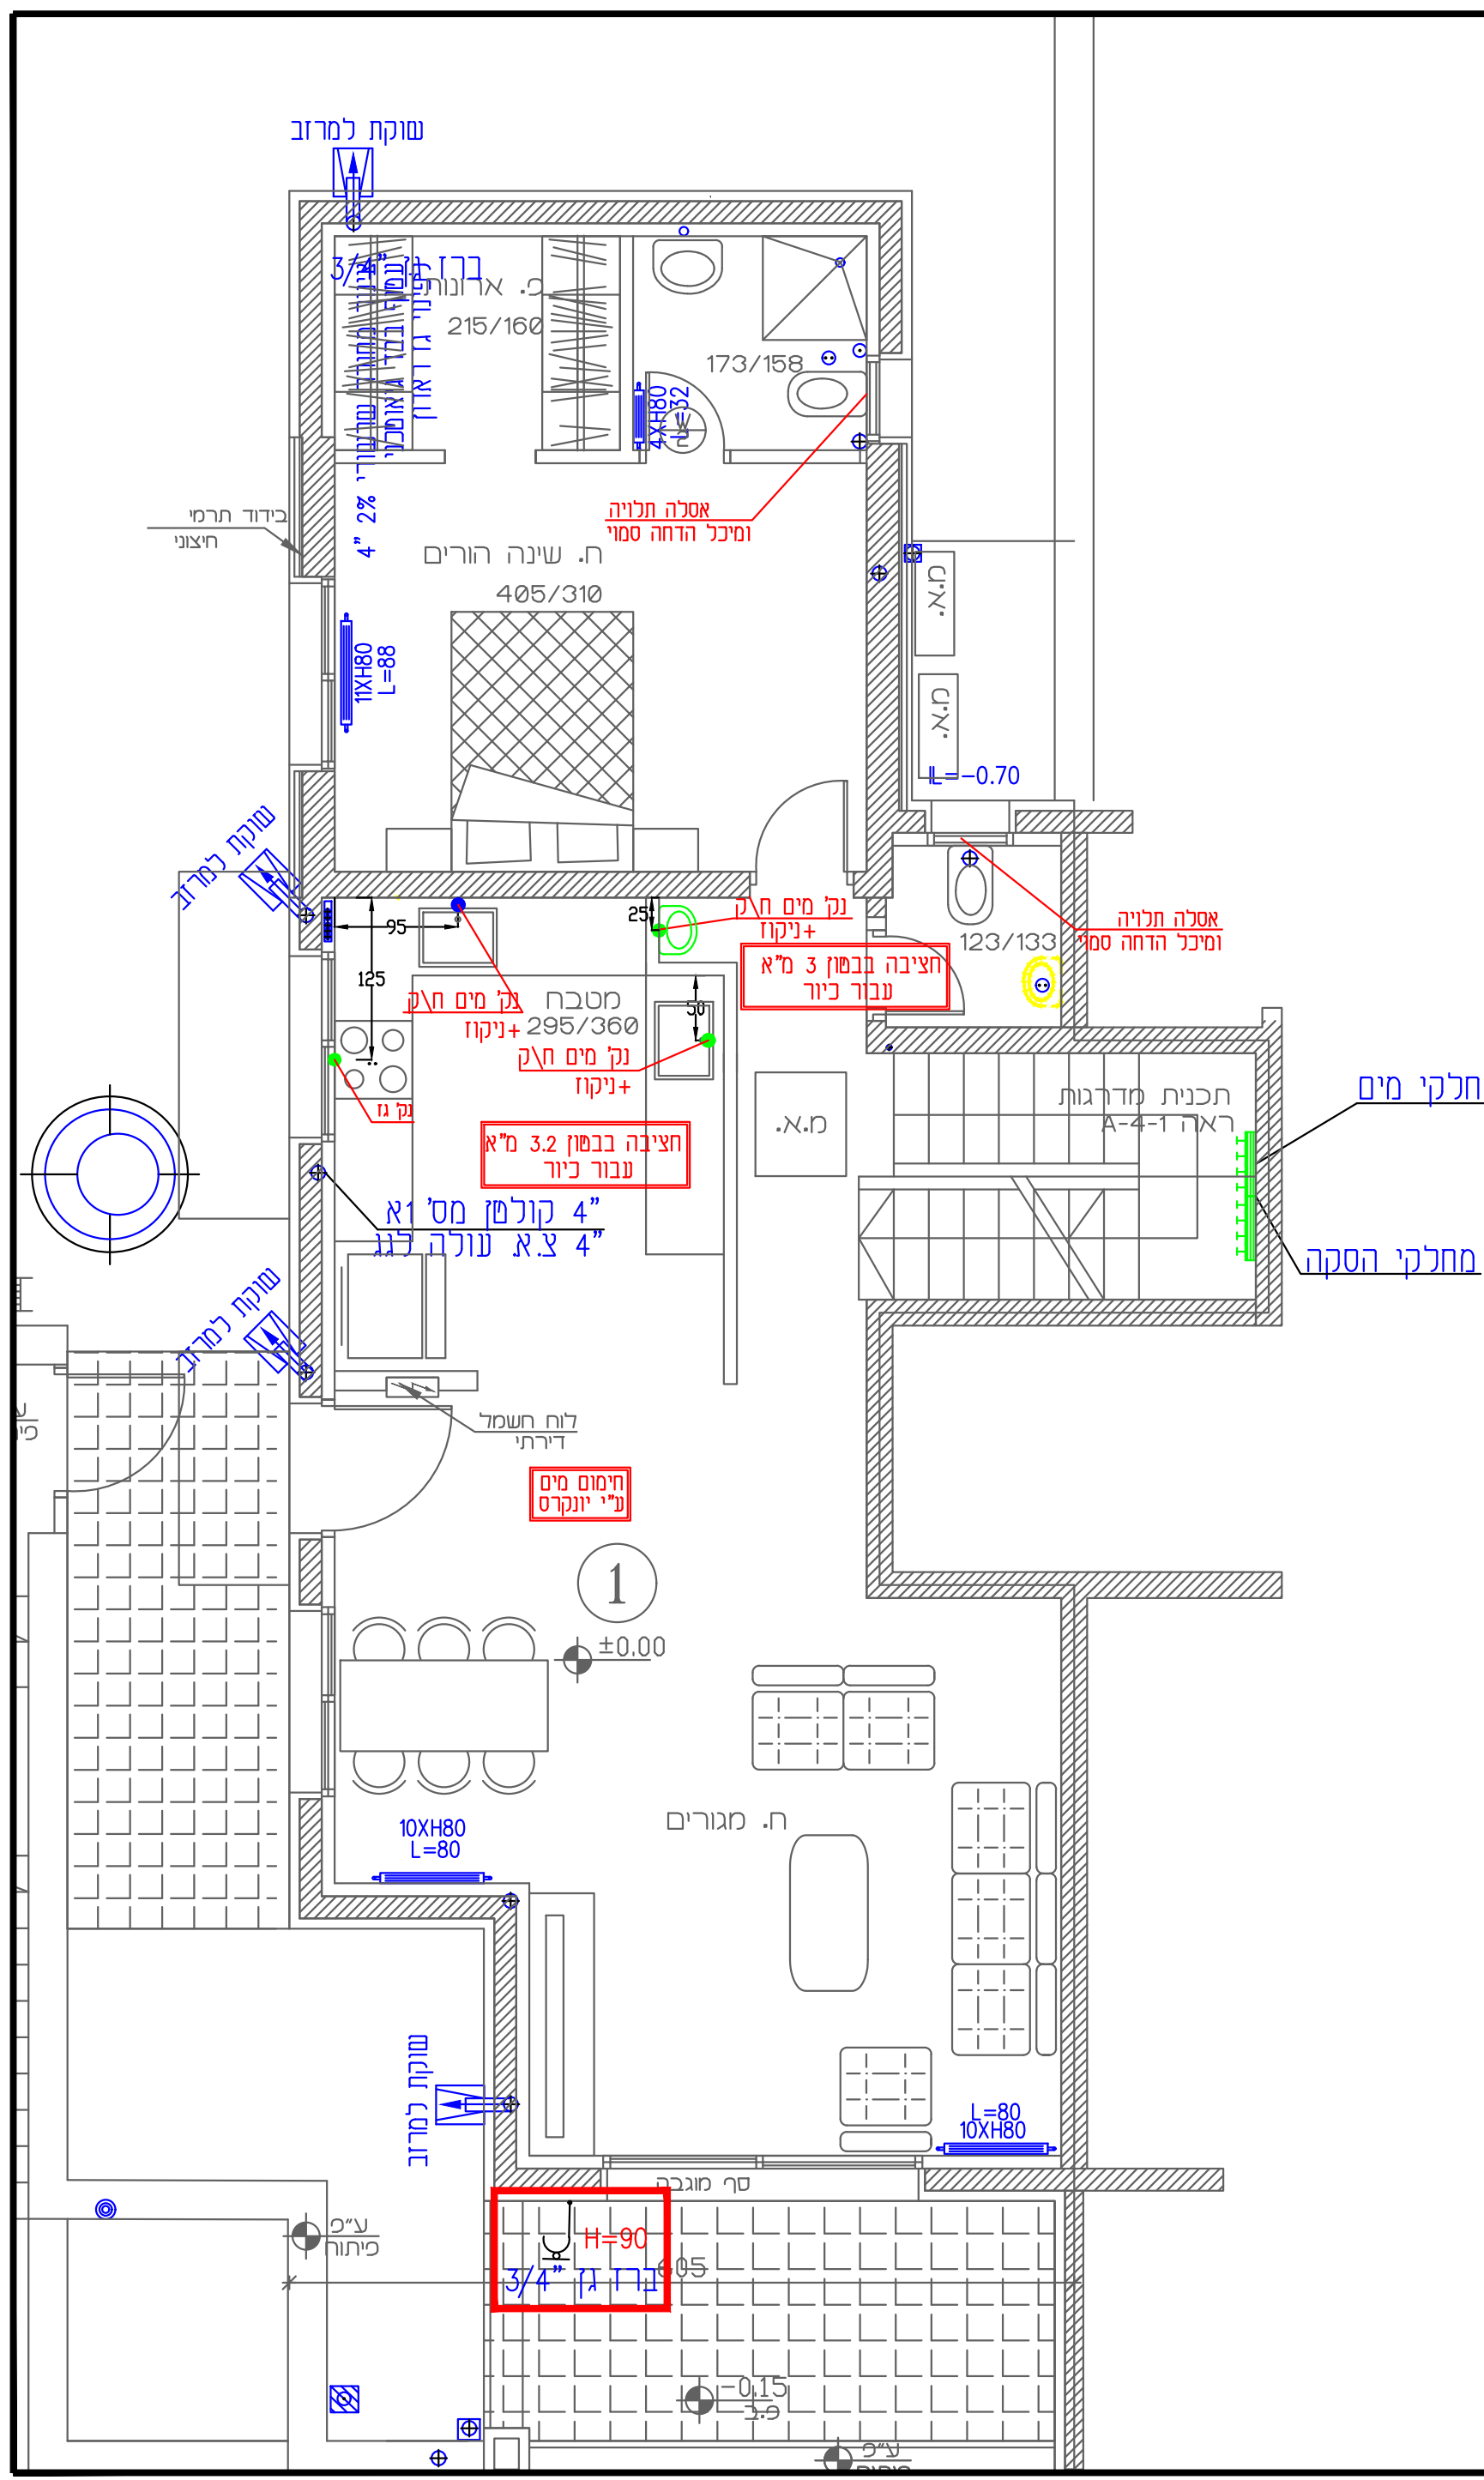 שוקת למרזב
ברז גן "3/4
ח. ארונות
215/160
173/158
4XH80
L=32
4" 2%
בידוד תרמי
חיצוני
אסלה תלויה
ומיכל הדחה סמוי
ח. שינה הורים
405/310
11XH80
L=88
מ.א.
מ.א.
IL=-0.70
שוקת למרזב
95
125
25
נק' מים ח\ק
+ניקוז
חציבה בבטון 3 מ"א
עבור כיור
אסלה תלויה
ומיכל הדחה סמוי
123/133
נק' מים ח\ק
+ניקוז
מטבח
295/360
50
נק' מים ח\ק
+ניקוז
נק' גז
חציבה בבטון 3.2 מ"א
עבור כיור
מ.א.
תכנית מדרגות
ראה A-4-1
חלקי מים
מחלקי הסקה
4" קולטן מס' 1א
4" צ.א. עולה לגג
שוקת למרזב
לוח חשמל
דירתי
חימום מים
ע"י יונקרס
1
±0.00
ח. מגורים
10XH80
L=80
שוקת למרזב
L=80
10XH80
סף מוגבה
H=90
ברז גן "3/4
605
ע"פ
פיתוח
-0.15
ע"פ